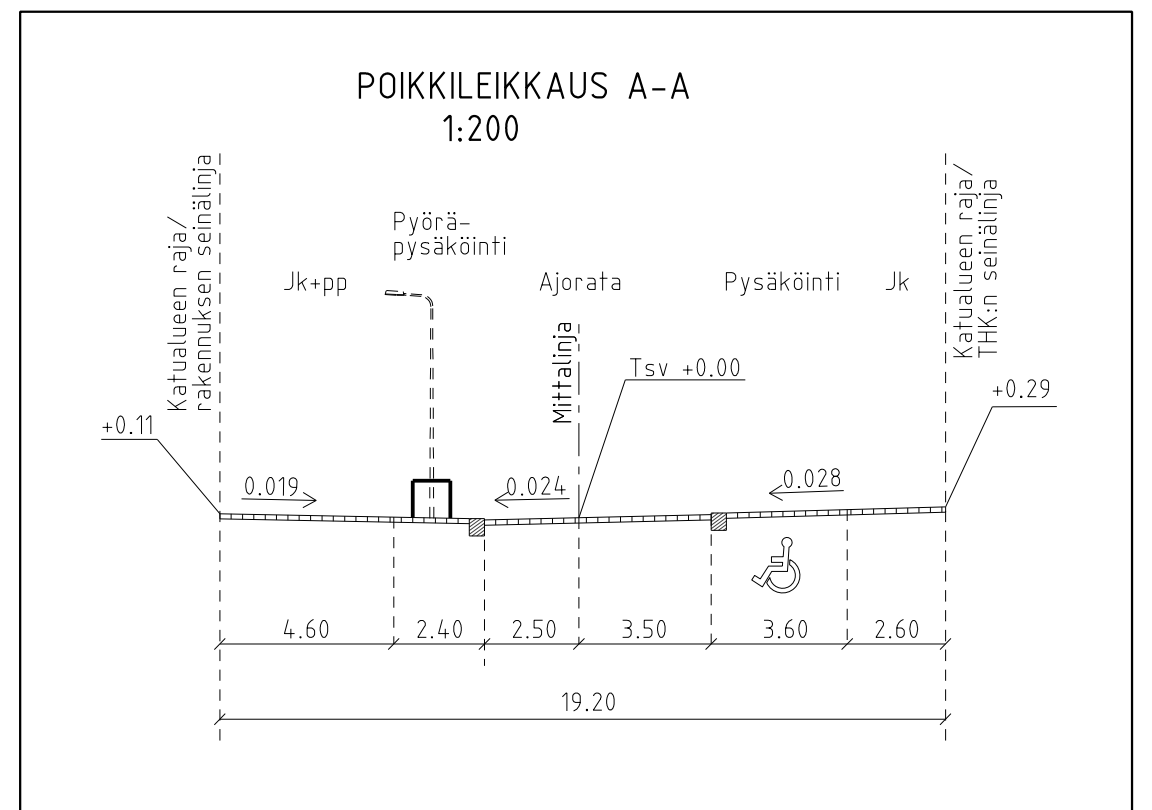 POIKKILEIKKAUS A-A
1:200
Katualueen raja/
rakennuksen seinälinja
Pyörä-
pysäköinti
Jk+pp
Ajorata
Pysäköinti
Jk
Katualueen raja/
THK:n seinälinja
Mittalinja
Tsv +0.00
+0.11
+0.29
0.019
0.024
0.028
4.60
2.40
2.50
3.50
3.60
2.60
19.20